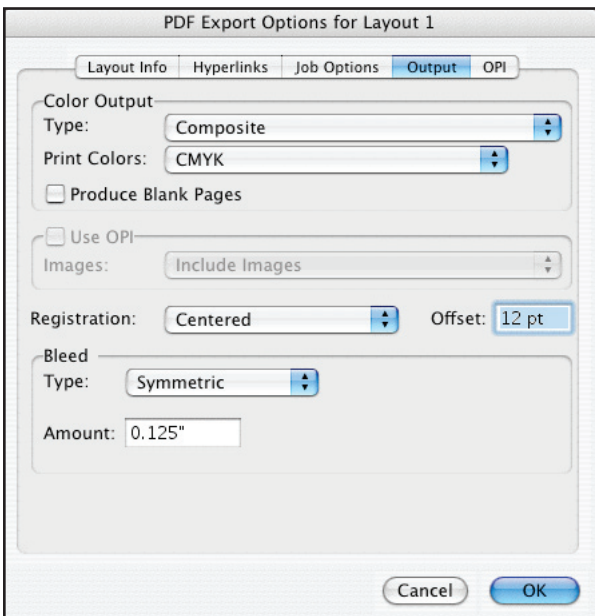 PDF Export Options for Layout 1
Layout Info Hyperlinks Job Options Output OPI
Color Output
Type: Composite
Print Colors: CMYK
Produce Blank Pages
Use OPI
Images: Include Images
Registration: Centered Offset: 12 pt
Bleed
Type: Symmetric
Amount: 0.125"
Cancel OK